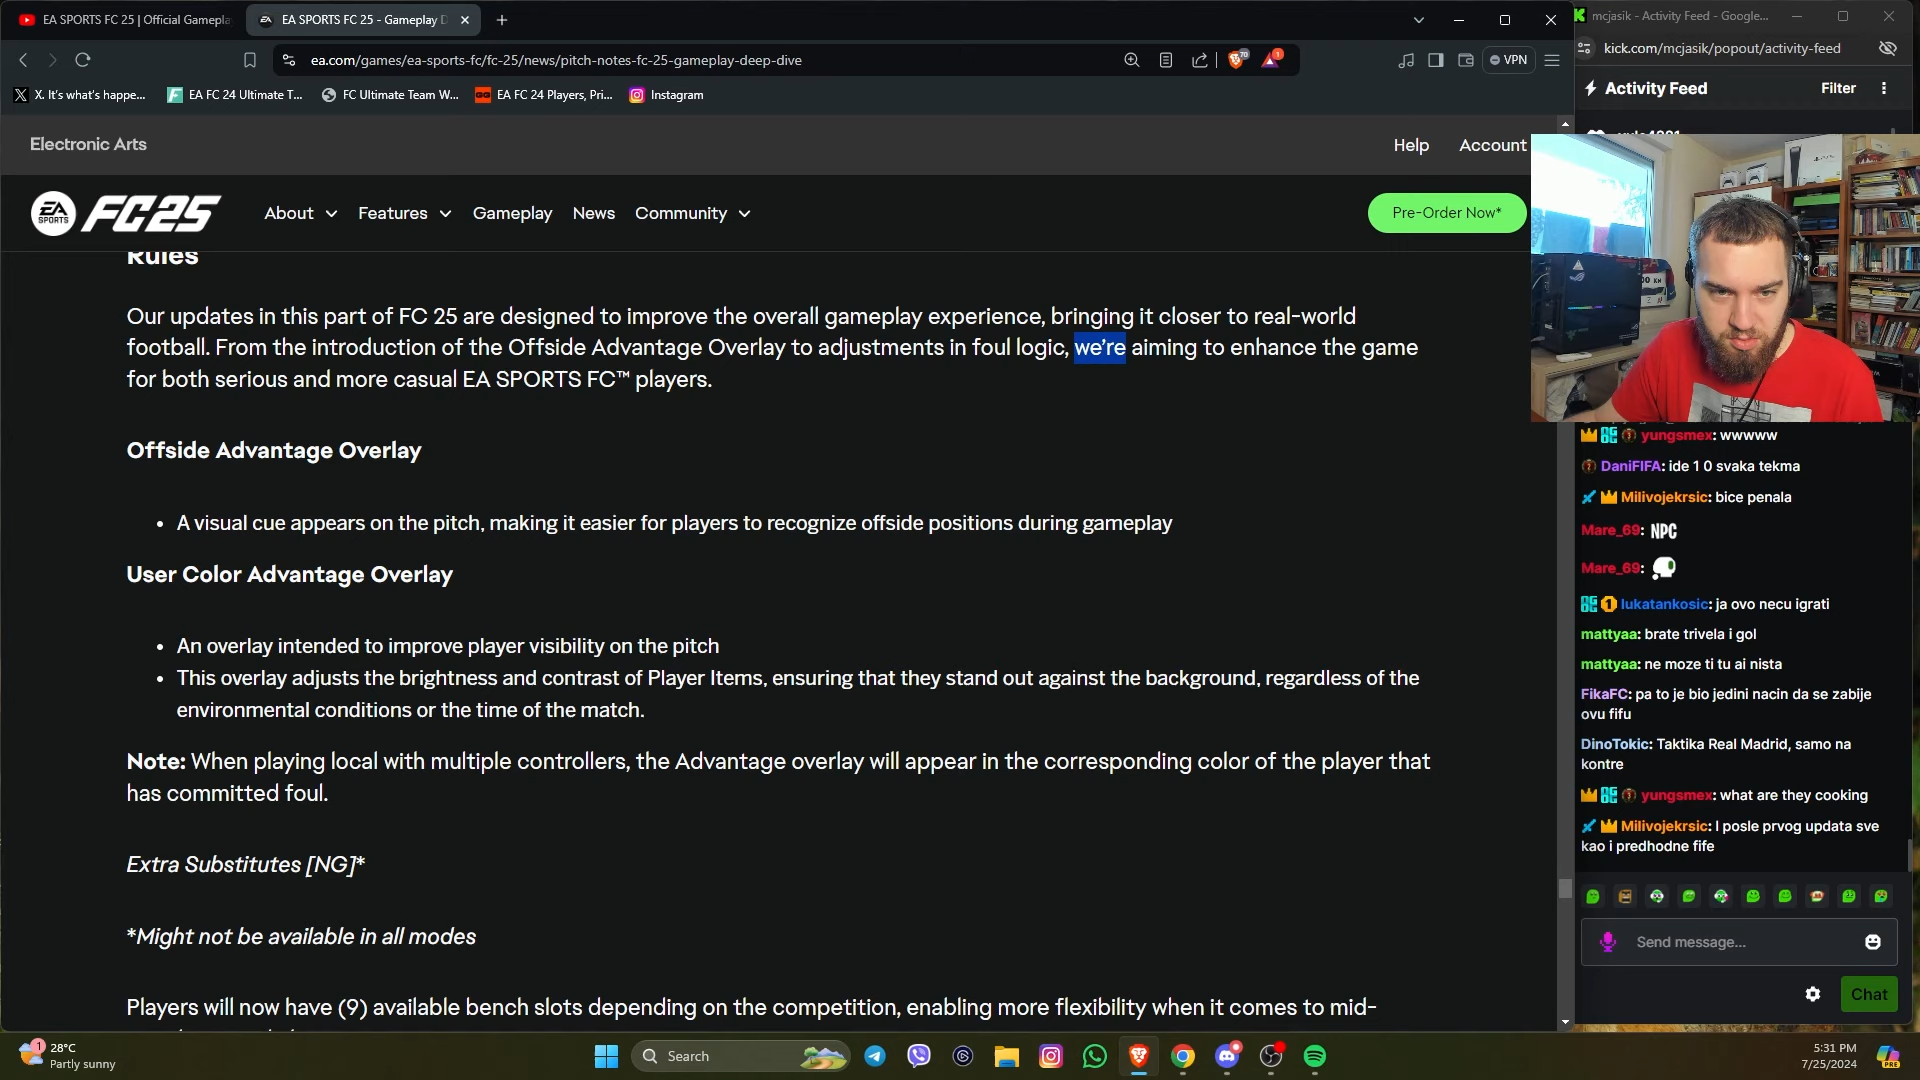 EA SPORTS FC 25 | Official Gamepla
EA SPORTS FC 25 - Gameplay D
mcjasik - Activity Feed - Google...
ea.com/games/ea-sports-fc/fc-25/news/pitch-notes-fc-25-gameplay-deep-dive
VPN
kick.com/mcjasik/popout/activity-feed
X. It's what's happe...
EA FC 24 Ultimate T...
FC Ultimate Team W...
EA FC 24 Players, Pri...
Instagram
Activity Feed
Filter
Electronic Arts
Help
Account
EA SPORTS FC25
About
Features
Gameplay
News
Community
Pre-Order Now*
Rules
Our updates in this part of FC 25 are designed to improve the overall gameplay experience, bringing it closer to real-world
football. From the introduction of the Offside Advantage Overlay to adjustments in foul logic, we're aiming to enhance the game
for both serious and more casual EA SPORTS FC™ players.
Offside Advantage Overlay
• A visual cue appears on the pitch, making it easier for players to recognize offside positions during gameplay
User Color Advantage Overlay
• An overlay intended to improve player visibility on the pitch
• This overlay adjusts the brightness and contrast of Player Items, ensuring that they stand out against the background, regardless of the
environmental conditions or the time of the match.
Note: When playing local with multiple controllers, the Advantage overlay will appear in the corresponding color of the player that
has committed foul.
Extra Substitutes [NG]*
*Might not be available in all modes
Players will now have (9) available bench slots depending on the competition, enabling more flexibility when it comes to mid-
yungsmex: wwwww
DaniFIFA: ide 1 0 svaka tekma
Milivojekrsic: bice penala
Mare_69: NPC
Mare_69:
lukatankosic: ja ovo necu igrati
mattyaa: brate trivela i gol
mattyaa: ne moze ti tu ai nista
FikaFC: pa to je bio jedini nacin da se zabije
ovu fifu
DinoTokic: Taktika Real Madrid, samo na
kontre
yungsmex: what are they cooking
Milivojekrsic: I posle prvog updata sve
kao i predhodne fife
Send message...
Chat
28°C
Partly sunny
Search
5:31 PM
7/25/2024